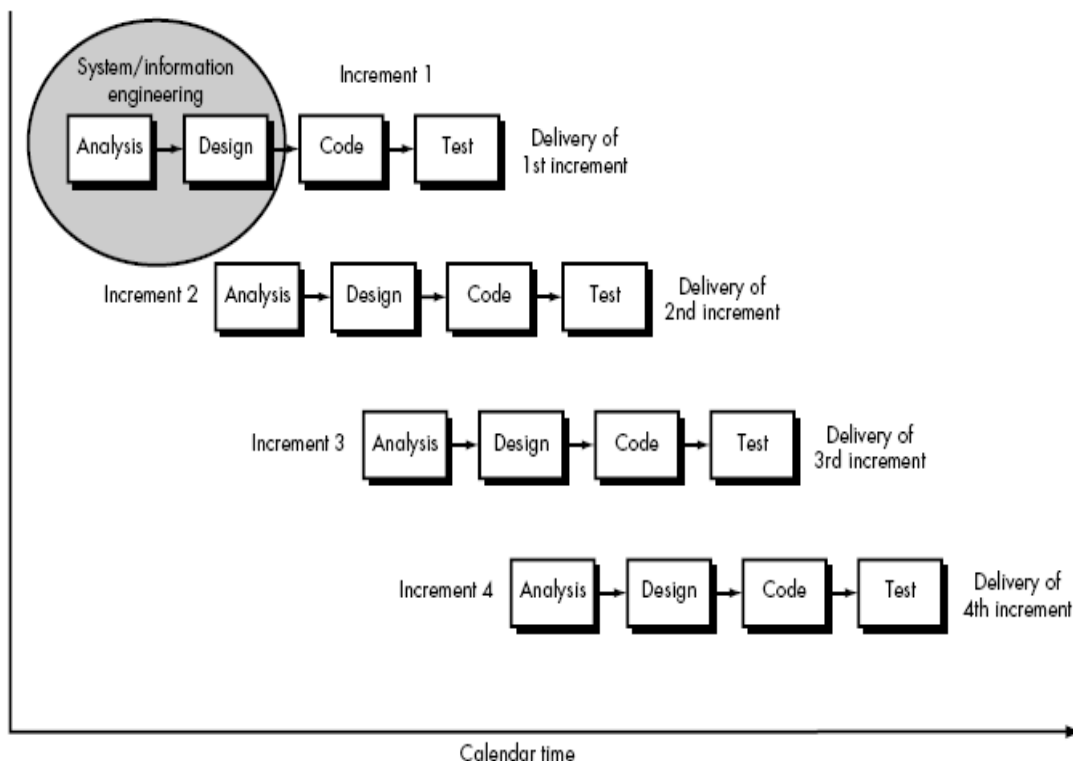 System/information
engineering
Increment 1
Analysis
Design
Code
Test
Delivery of
1st increment
Increment 2
Analysis
Design
Code
Test
Delivery of
2nd increment
Increment 3
Analysis
Design
Code
Test
Delivery of
3rd increment
Increment 4
Analysis
Design
Code
Test
Delivery of
4th increment
Calendar time